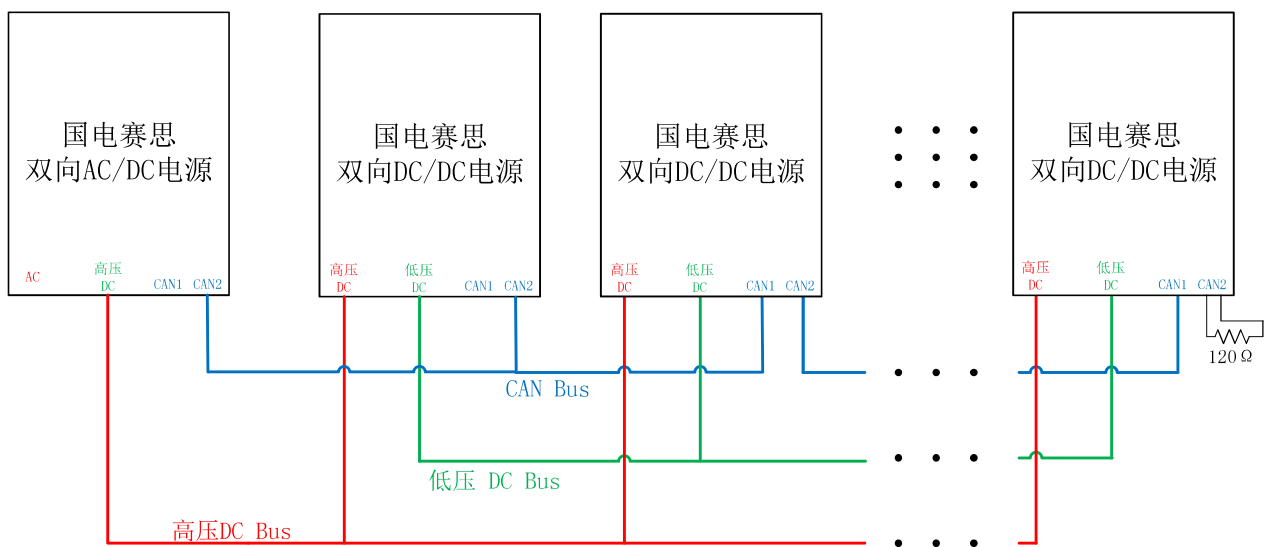 国电赛思
双向AC/DC电源
AC
高压
DC
CAN1
CAN2
国电赛思
双向DC/DC电源
高压
DC
低压
DC
CAN1
CAN2
国电赛思
双向DC/DC电源
高压
DC
低压
DC
CAN1
CAN2
国电赛思
双向DC/DC电源
高压
DC
低压
DC
CAN1
CAN2
120Ω
CAN Bus
低压 DC Bus
高压DC Bus